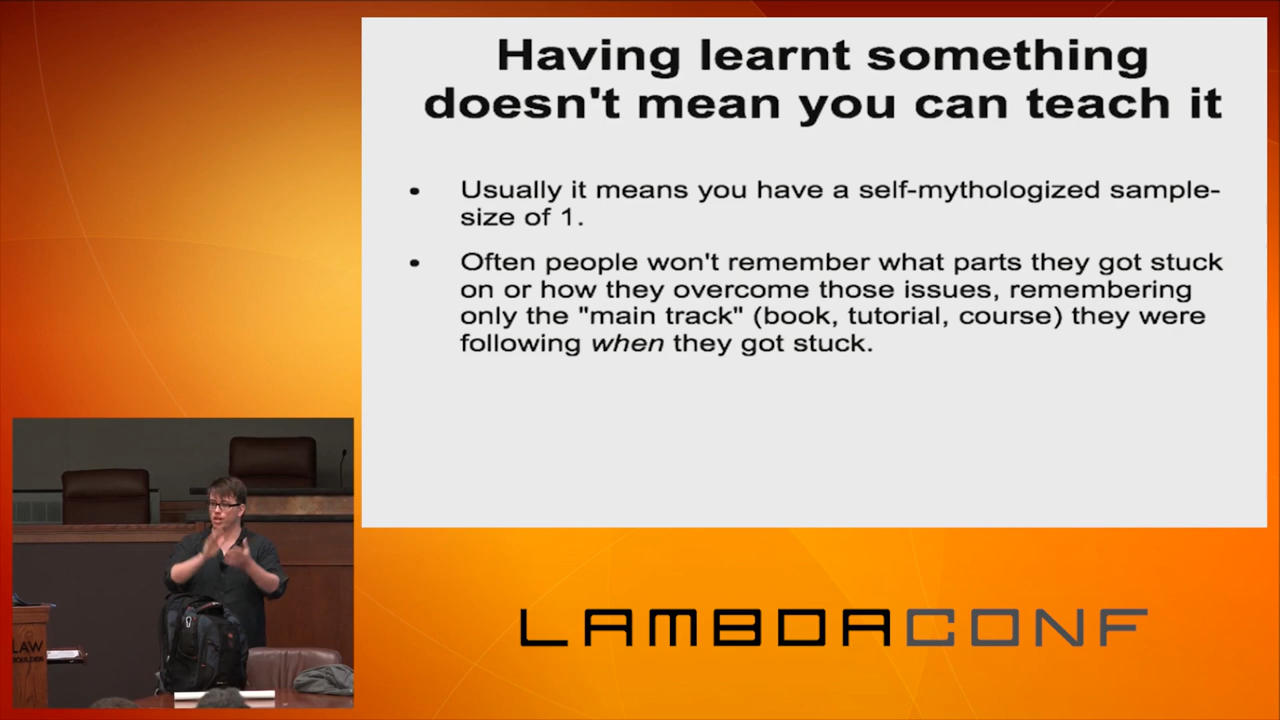 Having learnt something
doesn't mean you can teach it
• Usually it means you have a self-mythologized sample-
size of 1.
• Often people won't remember what parts they got stuck
on or how they overcome those issues, remembering
only the "main track" (book, tutorial, course) they were
following when they got stuck.
LAW
BOULDER
LAMBDACONF